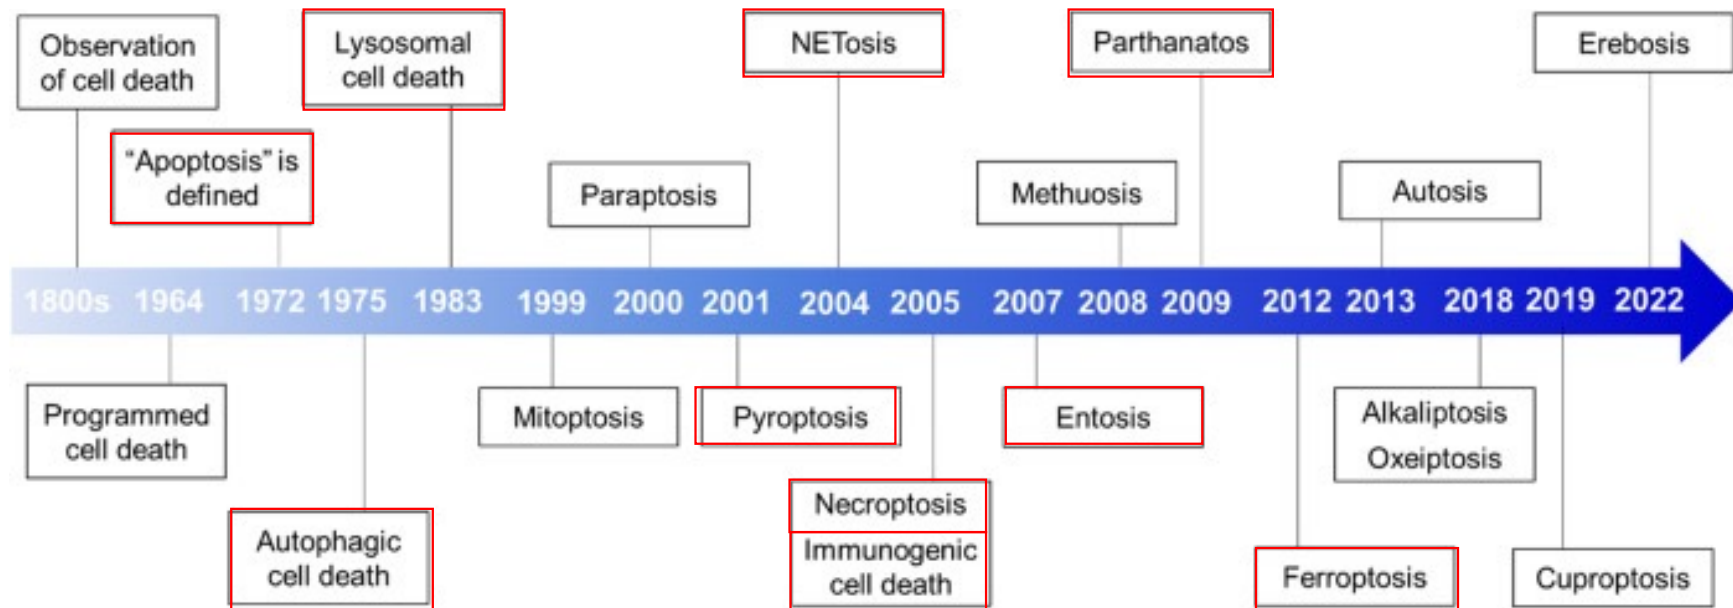 Observation
of cell death
Lysosomal
cell death
NETosis
Parthanatos
Erebosis
“Apoptosis” is
defined
Paraptosis
Methuosis
Autosis
1800s 1964 1972 1975 1983 1999 2000 2001 2004 2005 2007 2008 2009 2012 2013 2018 2019 2022
Programmed
cell death
Mitoptosis
Pyroptosis
Entosis
Alkaliptosis
Oxeiptosis
Autophagic
cell death
Necroptosis
Immunogenic
cell death
Ferroptosis
Cuproptosis